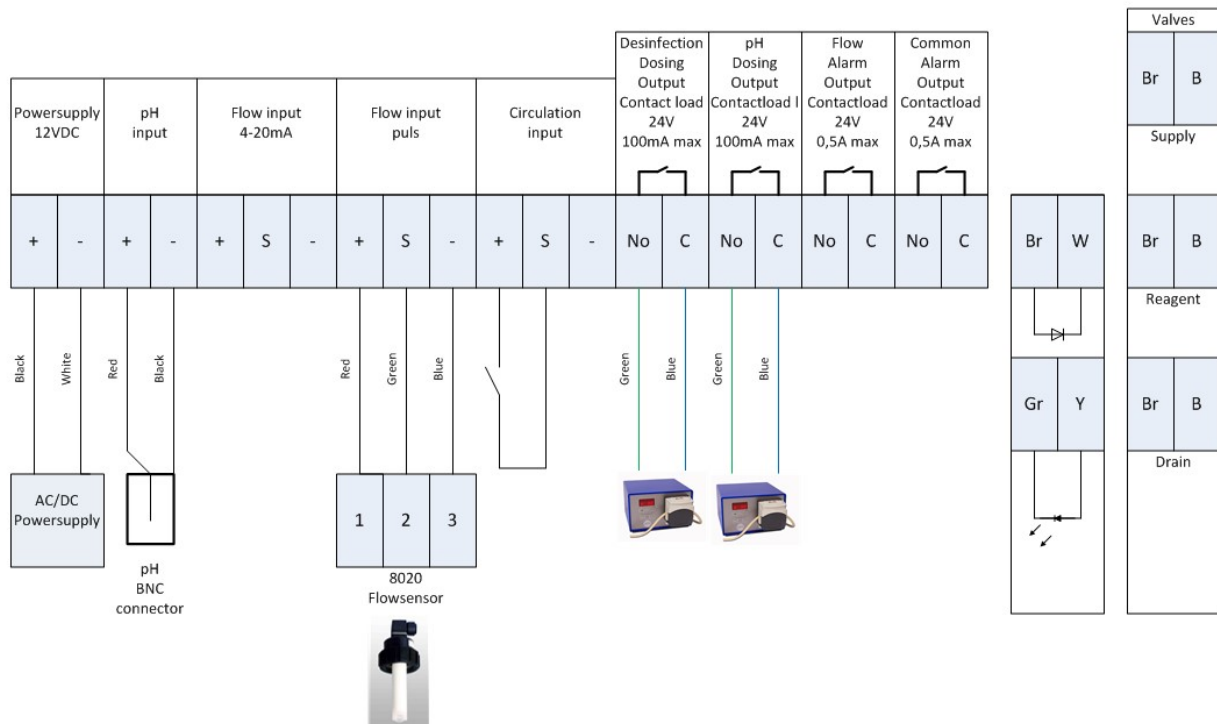 Valves
Br B
Supply
Br B
Reagent
Br B
Drain
Powersupply
12VDC
pH
input
Flow input
4-20mA
Flow input
puls
Circulation
input
Desinfection
Dosing
Output
Contact load
24V
100mA max
pH
Dosing
Output
Contactload l
24V
100mA max
Flow
Alarm
Output
Contactload
24V
0,5A max
Common
Alarm
Output
Contactload
24V
0,5A max
+ - + - + S - + S - + S - No C No C No C No C
Br W
Gr Y
Black
White
Red
Black
Red
Green
Blue
Green
Blue
Green
Blue
AC/DC
Powersupply
pH
BNC
connector
1 2 3
8020
Flowsensor